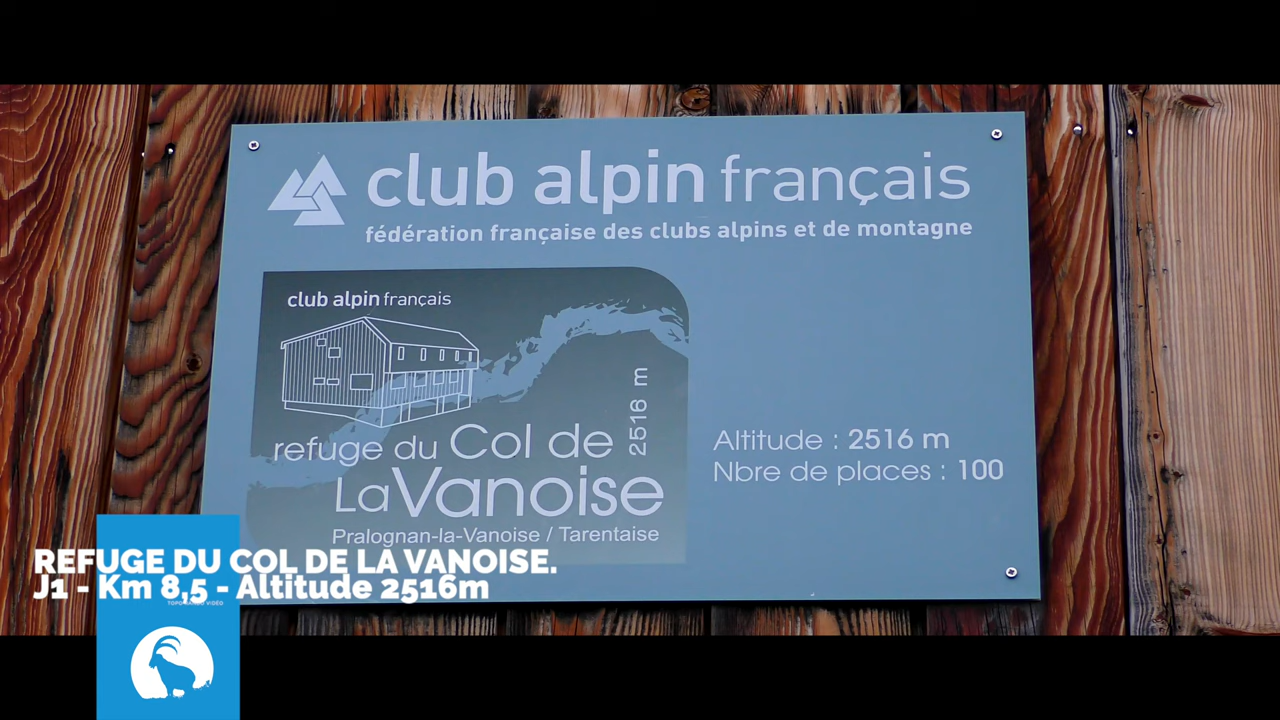 club alpin français
fédération française des clubs alpins et de montagne
club alpin français
refuge du Col de
La Vanoise
2516 m
Pralognan-la-Vanoise / Tarentaise
Altitude : 2516 m
Nbre de places : 100
REFUGE DU COL DE LA VANOISE.
J1 - Km 8,5 - Altitude 2516m